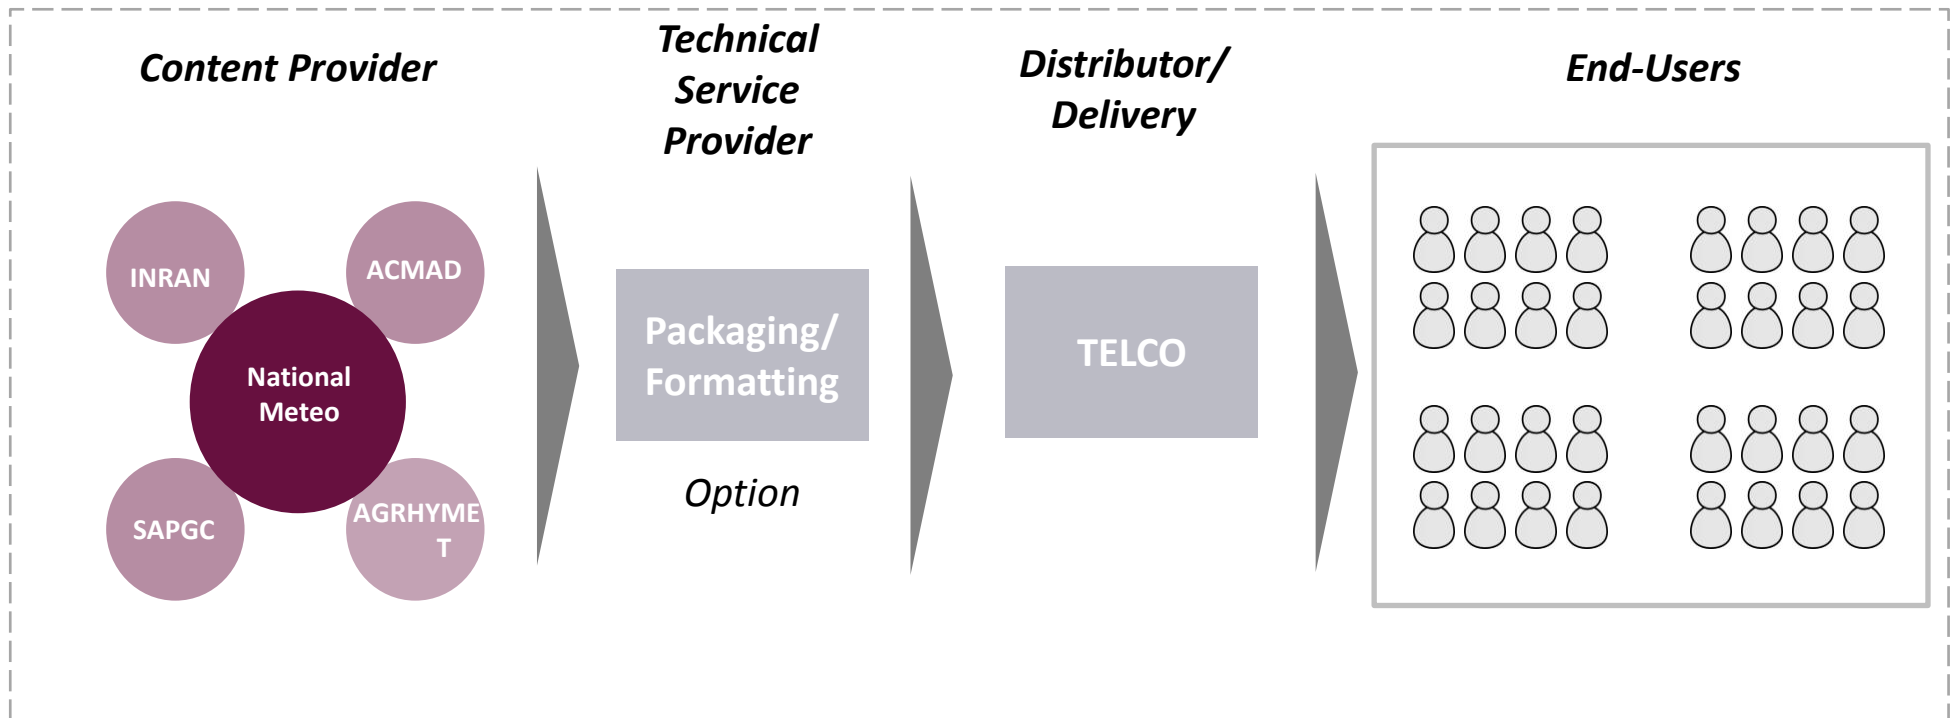 Content Provider
Technical
Service
Provider
Distributor/
Delivery
End-Users
INRAN
ACMAD
National
Meteo
SAPGC
AGRHYME
T
Packaging/
Formatting
Option
TELCO